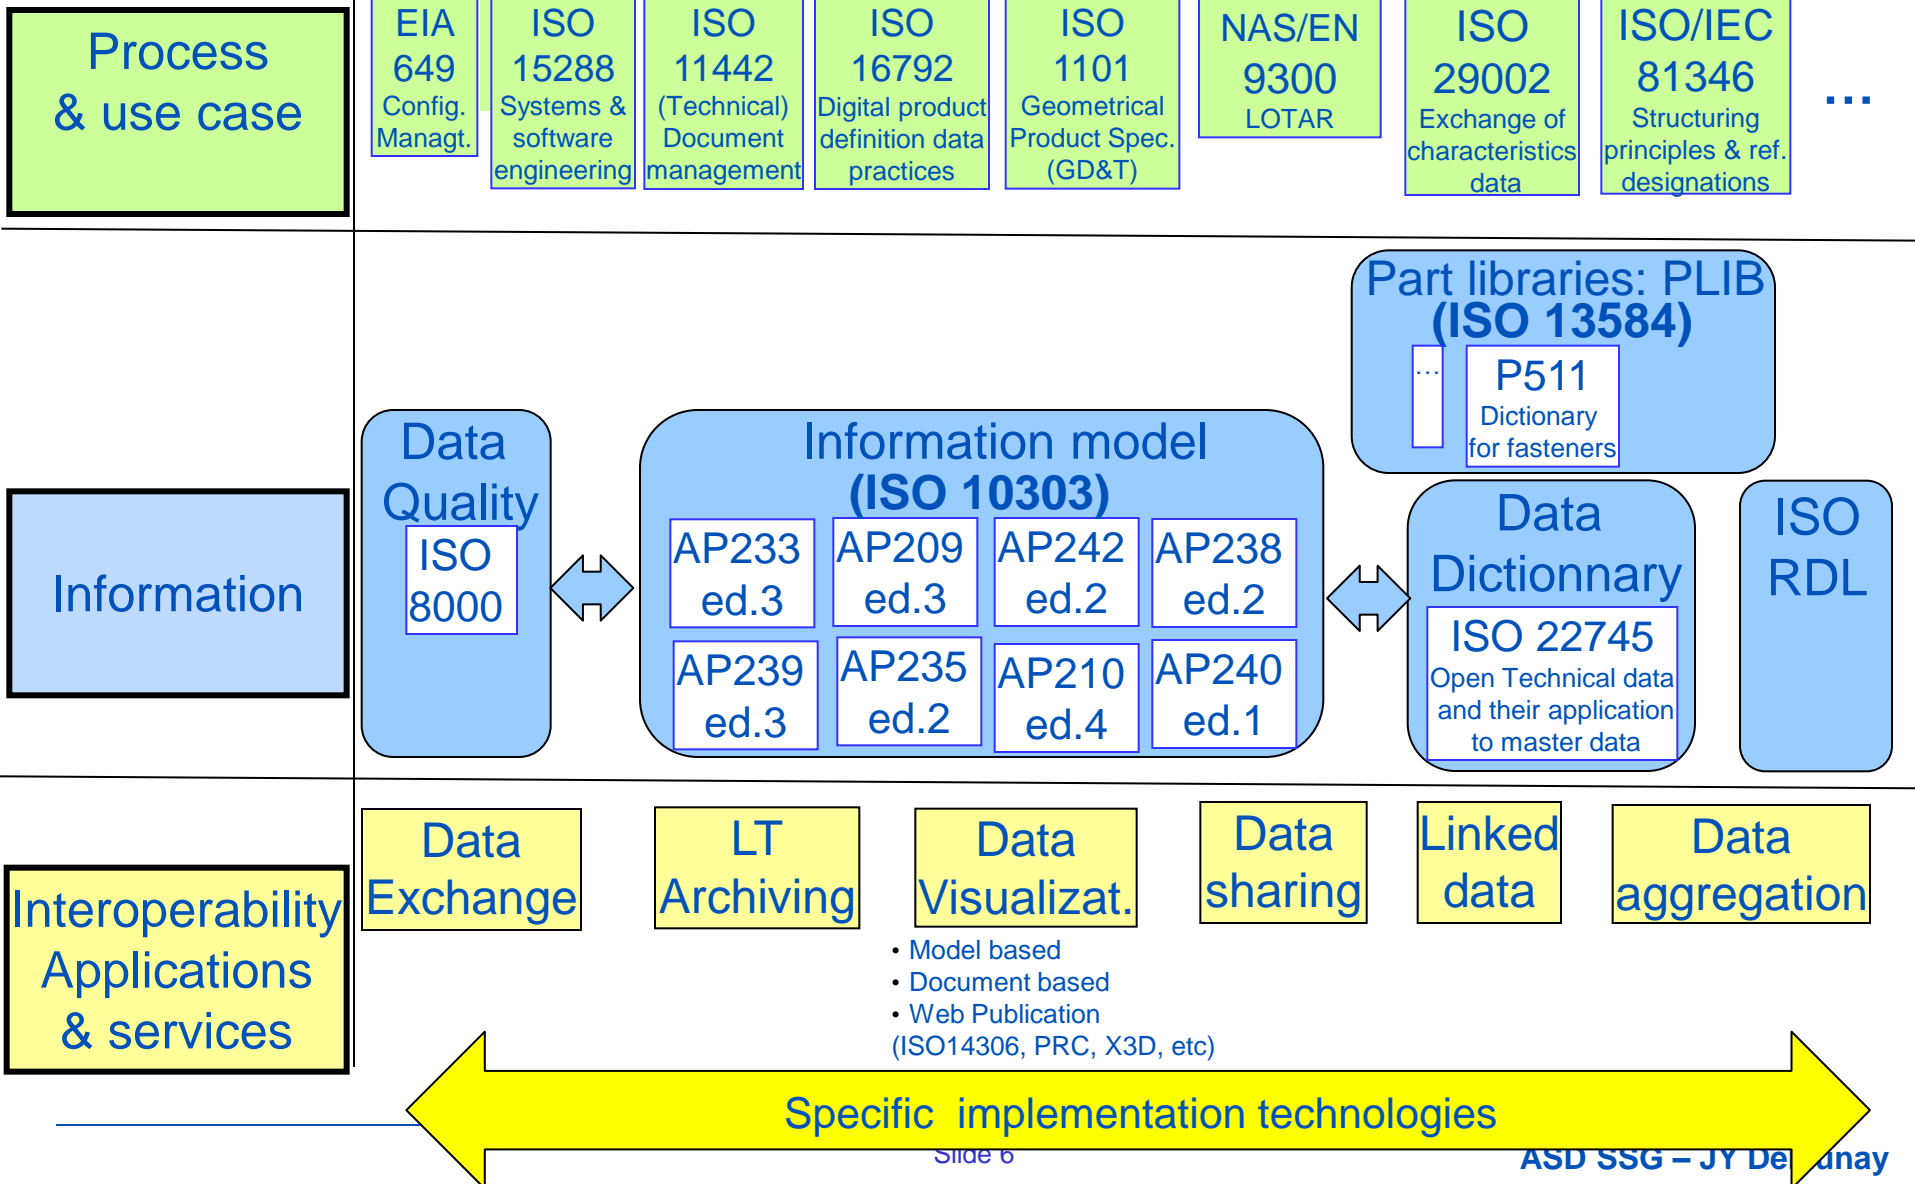 Process
& use case
EIA
649
Config.
Managt.
ISO
15288
Systems &
software
engineering
ISO
11442
(Technical)
Document
management
ISO
16792
Digital product
definition data
practices
ISO
1101
Geometrical
Product Spec.
(GD&T)
NAS/EN
9300
LOTAR
ISO
29002
Exchange of
characteristics
data
ISO/IEC
81346
Structuring
principles & ref.
designations
...
Information
Data
Quality
ISO
8000
Information model
(ISO 10303)
AP233
ed.3
AP209
ed.3
AP242
ed.2
AP238
ed.2
AP239
ed.3
AP235
ed.2
AP210
ed.4
AP240
ed.1
Part libraries: PLIB
(ISO 13584)
...
P511
Dictionary
for fasteners
Data
Dictionnary
ISO 22745
Open Technical data
and their application
to master data
ISO
RDL
Interoperability
Applications
& services
Data
Exchange
LT
Archiving
Data
Visualizat.
• Model based
• Document based
• Web Publication
(ISO14306, PRC, X3D, etc)
Data
sharing
Linked
data
Data
aggregation
Specific implementation technologies
Slide 6
ASD SSG – JY